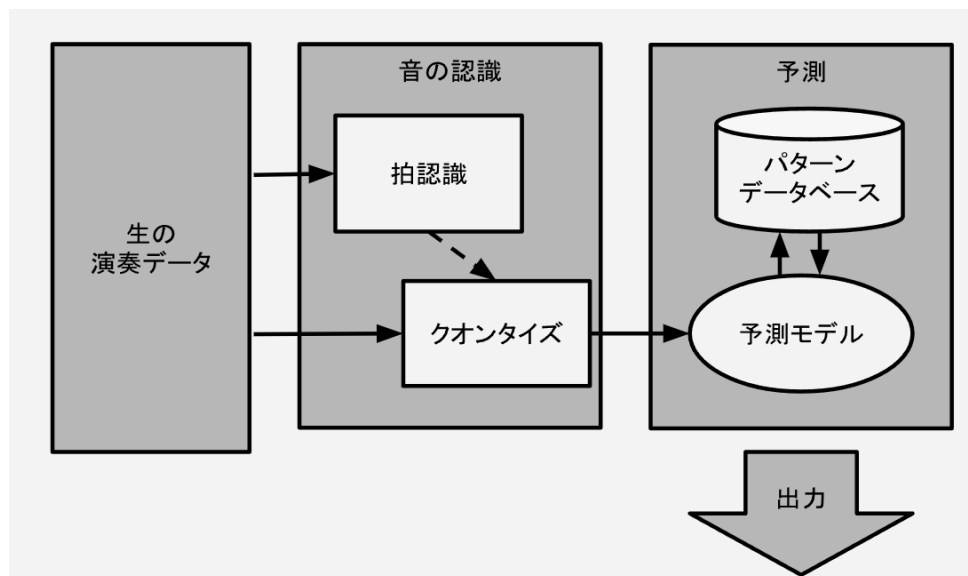 生の
演奏データ
音の認識
拍認識
クオンタイズ
予測
パターン
データベース
予測モデル
出力